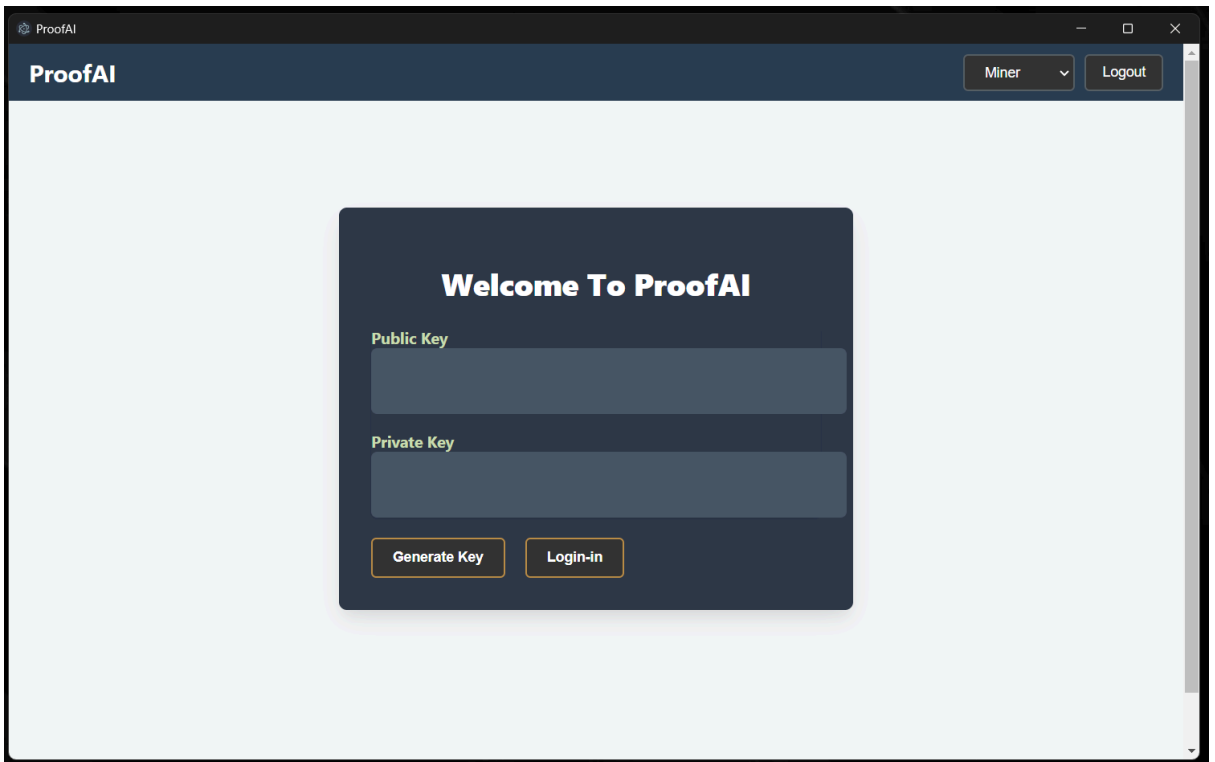 ProofAI
ProofAI
Miner
Logout
Welcome To ProofAI
Public Key
Private Key
Generate Key
Login-in